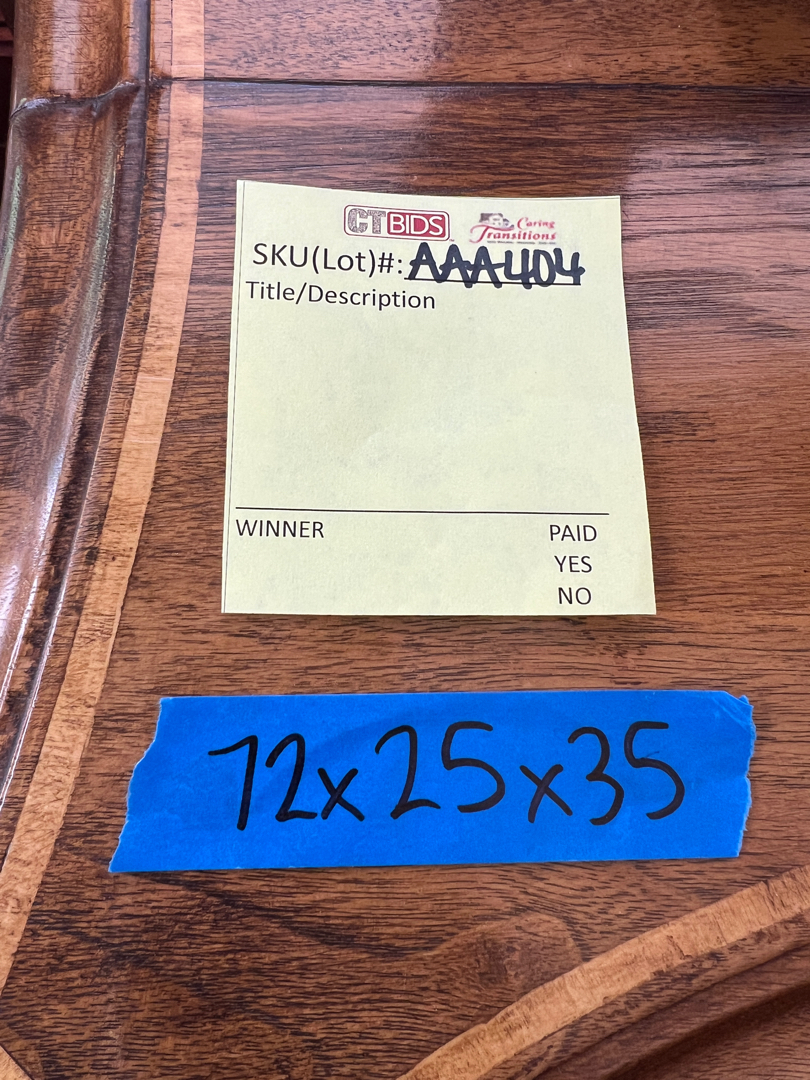 CTBIDS
Caring
Transitions
SKU(Lot)#: AAA404
Title/Description
WINNER PAID
YES
NO
72x25x35